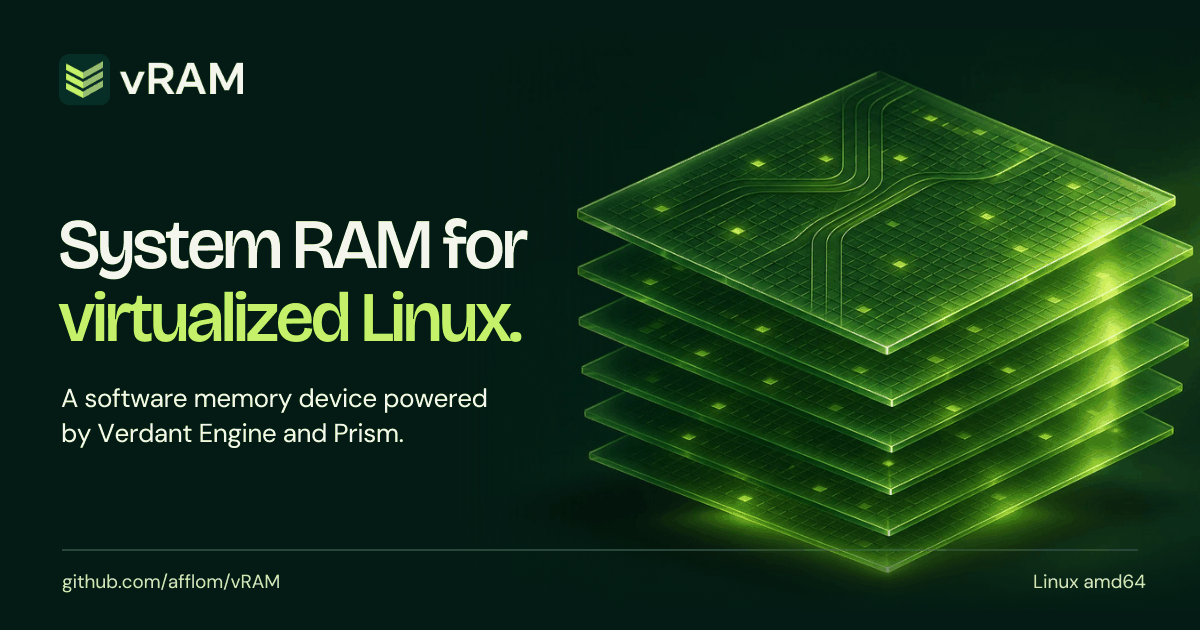 vRAM
System RAM for
virtualized Linux.
A software memory device powered
by Verdant Engine and Prism.
github.com/afflom/vRAM
Linux amd64